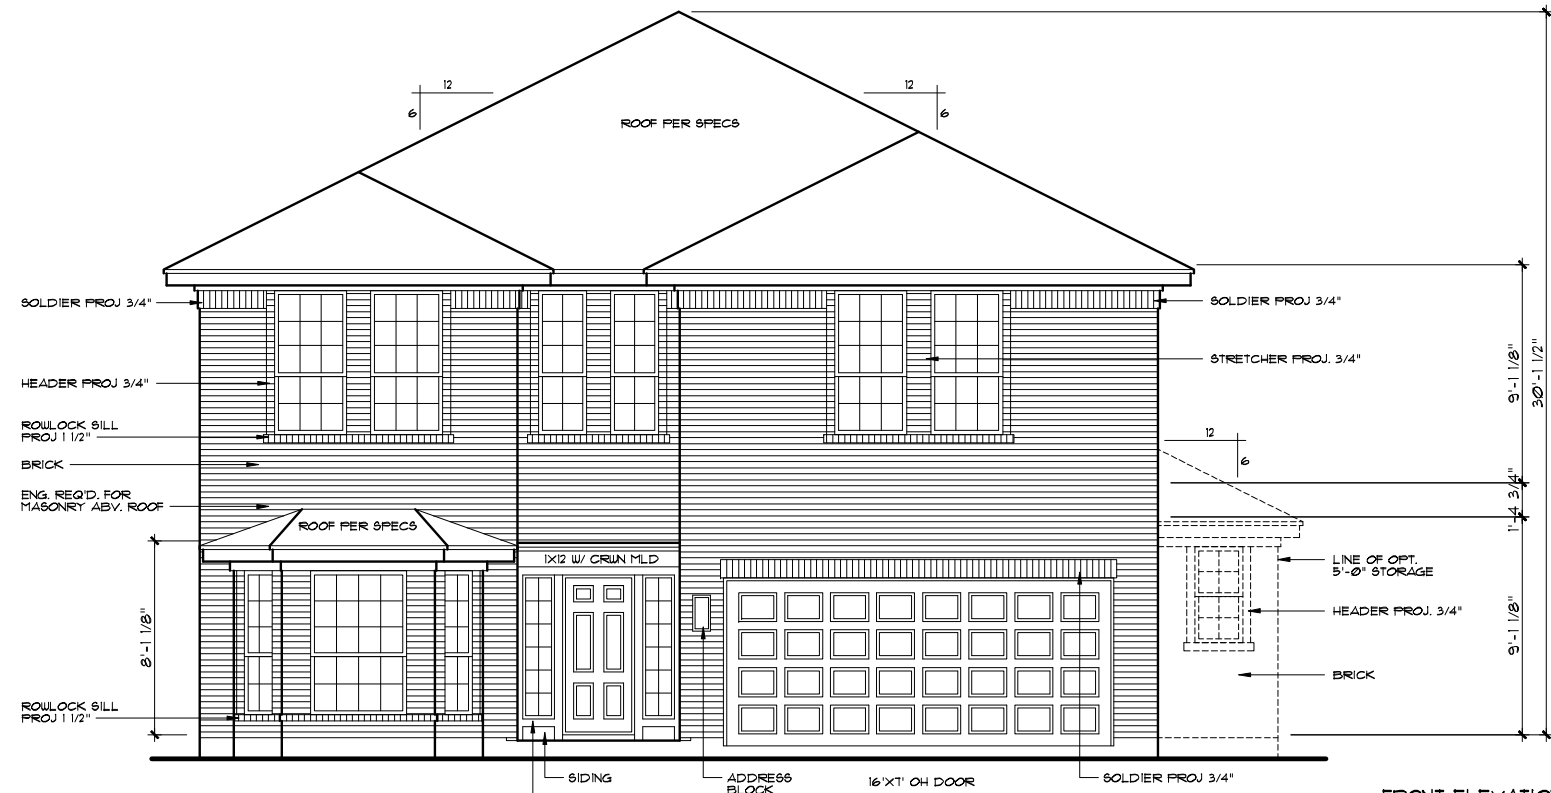 12
6
12
6
ROOF PER SPECS
SOLDIER PROJ 3/4"
SOLDIER PROJ 3/4"
STRETCHER PROJ. 3/4"
HEADER PROJ 3/4"
9'-1 1/8"
30'-1 1/2"
ROWLOCK SILL
PROJ 1 1/2"
12
6
BRICK
ENG. REQ'D. FOR
MASONRY ABV. ROOF
1'-4 3/4"
ROOF PER SPECS
1X12 W/ CRWN MLD
LINE OF OPT.
5'-0" STORAGE
HEADER PROJ. 3/4"
8'-1 1/8"
9'-1 1/8"
BRICK
ROWLOCK SILL
PROJ 1 1/2"
SIDING
ADDRESS
BLOCK
16'X7' OH DOOR
SOLDIER PROJ 3/4"
FRONT ELEVATIO